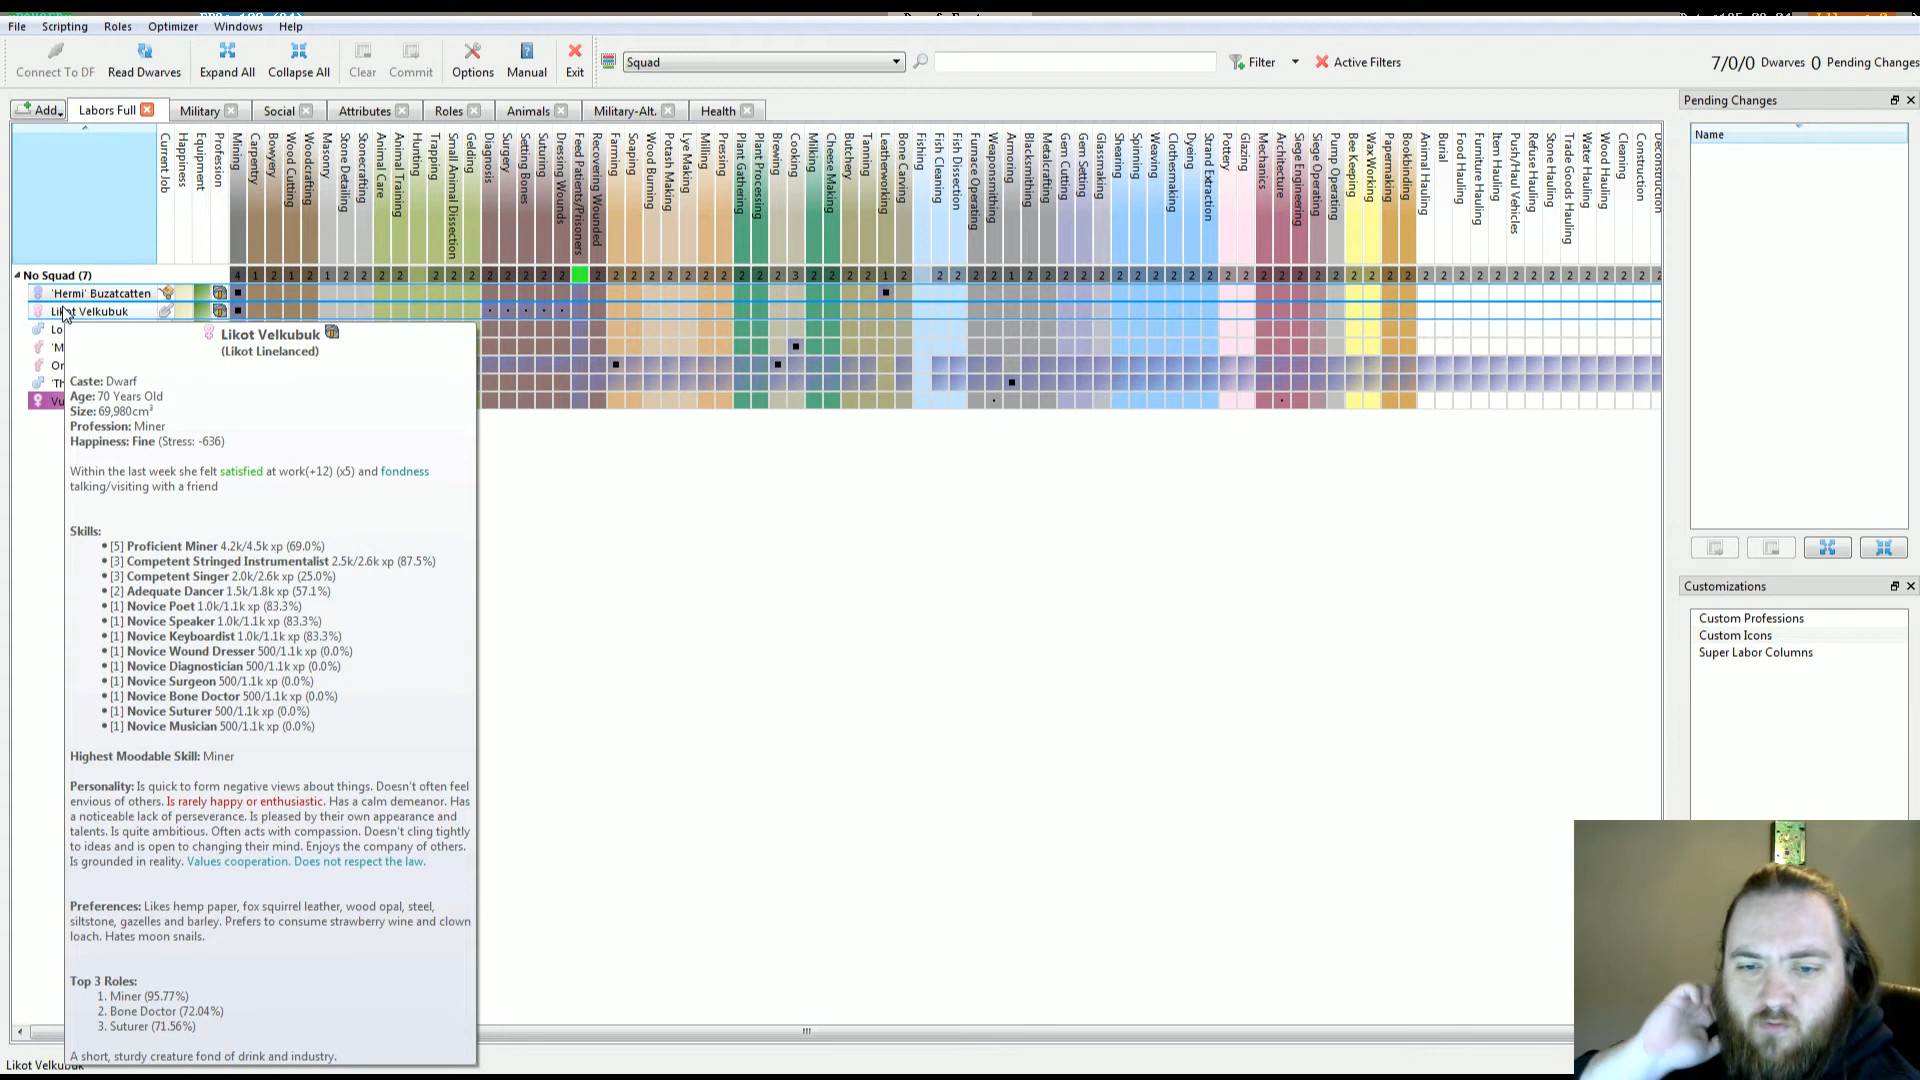 File Scripting Roles Optimizer Windows Help
Connect To DF Read Dwarves Expand All Collapse All Clear Commit Options Manual Exit Squad Filter Active Filters 7/0/0 Dwarves 0 Pending Changes
Add Labors Full Military Social Attributes Roles Animals Military-Alt. Health
Current Job
Happiness
Equipment
Profession
Mining
Carpentry
Bowyery
Wood Cutting
Woodcrafting
Masonry
Stone Detailing
Stonecrafting
Animal Care
Animal Training
Hunting
Trapping
Small Animal Dissection
Gelding
Diagnosis
Surgery
Setting Bones
Suturing
Dressing Wounds
Feed Patients/Prisoners
Recovering Wounded
Farming
Soaping
Wood Burning
Potash Making
Lye Making
Milling
Pressing
Plant Gathering
Plant Processing
Brewing
Cooking
Milking
Cheese Making
Butchery
Tanning
Leatherworking
Bone Carving
Fishing
Fish Cleaning
Fish Dissection
Furnace Operating
Weaponsmithing
Armoring
Blacksmithing
Metalcrafting
Gem Cutting
Gem Setting
Glassmaking
Shearing
Spinning
Weaving
Clothesmaking
Dyeing
Strand Extraction
Pottery
Glazing
Mechanics
Architecture
Siege Engineering
Siege Operating
Pump Operating
Bee Keeping
Wax Working
Papermaking
Bookbinding
Animal Hauling
Burial
Food Hauling
Furniture Hauling
Item Hauling
Push/Haul Vehicles
Refuse Hauling
Stone Hauling
Trade Goods Hauling
Water Hauling
Wood Hauling
Cleaning
Construction
Deconstruction
No Squad (7)
'Hermi' Buzatcatten
Likot Velkubuk
Lo
'M
Or
'Th
Vu
Likot Velkubuk
(Likot Linelanced)
Caste: Dwarf
Age: 70 Years Old
Size: 69,980cm³
Profession: Miner
Happiness: Fine (Stress: -636)
Within the last week she felt satisfied at work(+12) (x5) and fondness
talking/visiting with a friend
Skills:
• [5] Proficient Miner 4.2k/4.5k xp (69.0%)
• [3] Competent Stringed Instrumentalist 2.5k/2.6k xp (87.5%)
• [3] Competent Singer 2.0k/2.6k xp (25.0%)
• [2] Adequate Dancer 1.5k/1.8k xp (57.1%)
• [1] Novice Poet 1.0k/1.1k xp (83.3%)
• [1] Novice Speaker 1.0k/1.1k xp (83.3%)
• [1] Novice Keyboardist 1.0k/1.1k xp (83.3%)
• [1] Novice Wound Dresser 500/1.1k xp (0.0%)
• [1] Novice Diagnostician 500/1.1k xp (0.0%)
• [1] Novice Surgeon 500/1.1k xp (0.0%)
• [1] Novice Bone Doctor 500/1.1k xp (0.0%)
• [1] Novice Suturer 500/1.1k xp (0.0%)
• [1] Novice Musician 500/1.1k xp (0.0%)
Highest Moodable Skill: Miner
Personality: Is quick to form negative views about things. Doesn't often feel
envious of others. Is rarely happy or enthusiastic. Has a calm demeanor. Has
a noticeable lack of perseverance. Is pleased by their own appearance and
talents. Is quite ambitious. Often acts with compassion. Doesn't cling tightly
to ideas and is open to changing their mind. Enjoys the company of others.
Is grounded in reality. Values cooperation. Does not respect the law.
Preferences: Likes hemp paper, fox squirrel leather, wood opal, steel,
siltstone, gazelles and barley. Prefers to consume strawberry wine and clown
loach. Hates moon snails.
Top 3 Roles:
1. Miner (95.77%)
2. Bone Doctor (72.04%)
3. Suturer (71.56%)
A short, sturdy creature fond of drink and industry.
Likot Velkubuk
Pending Changes
Name
Customizations
Custom Professions
Custom Icons
Super Labor Columns